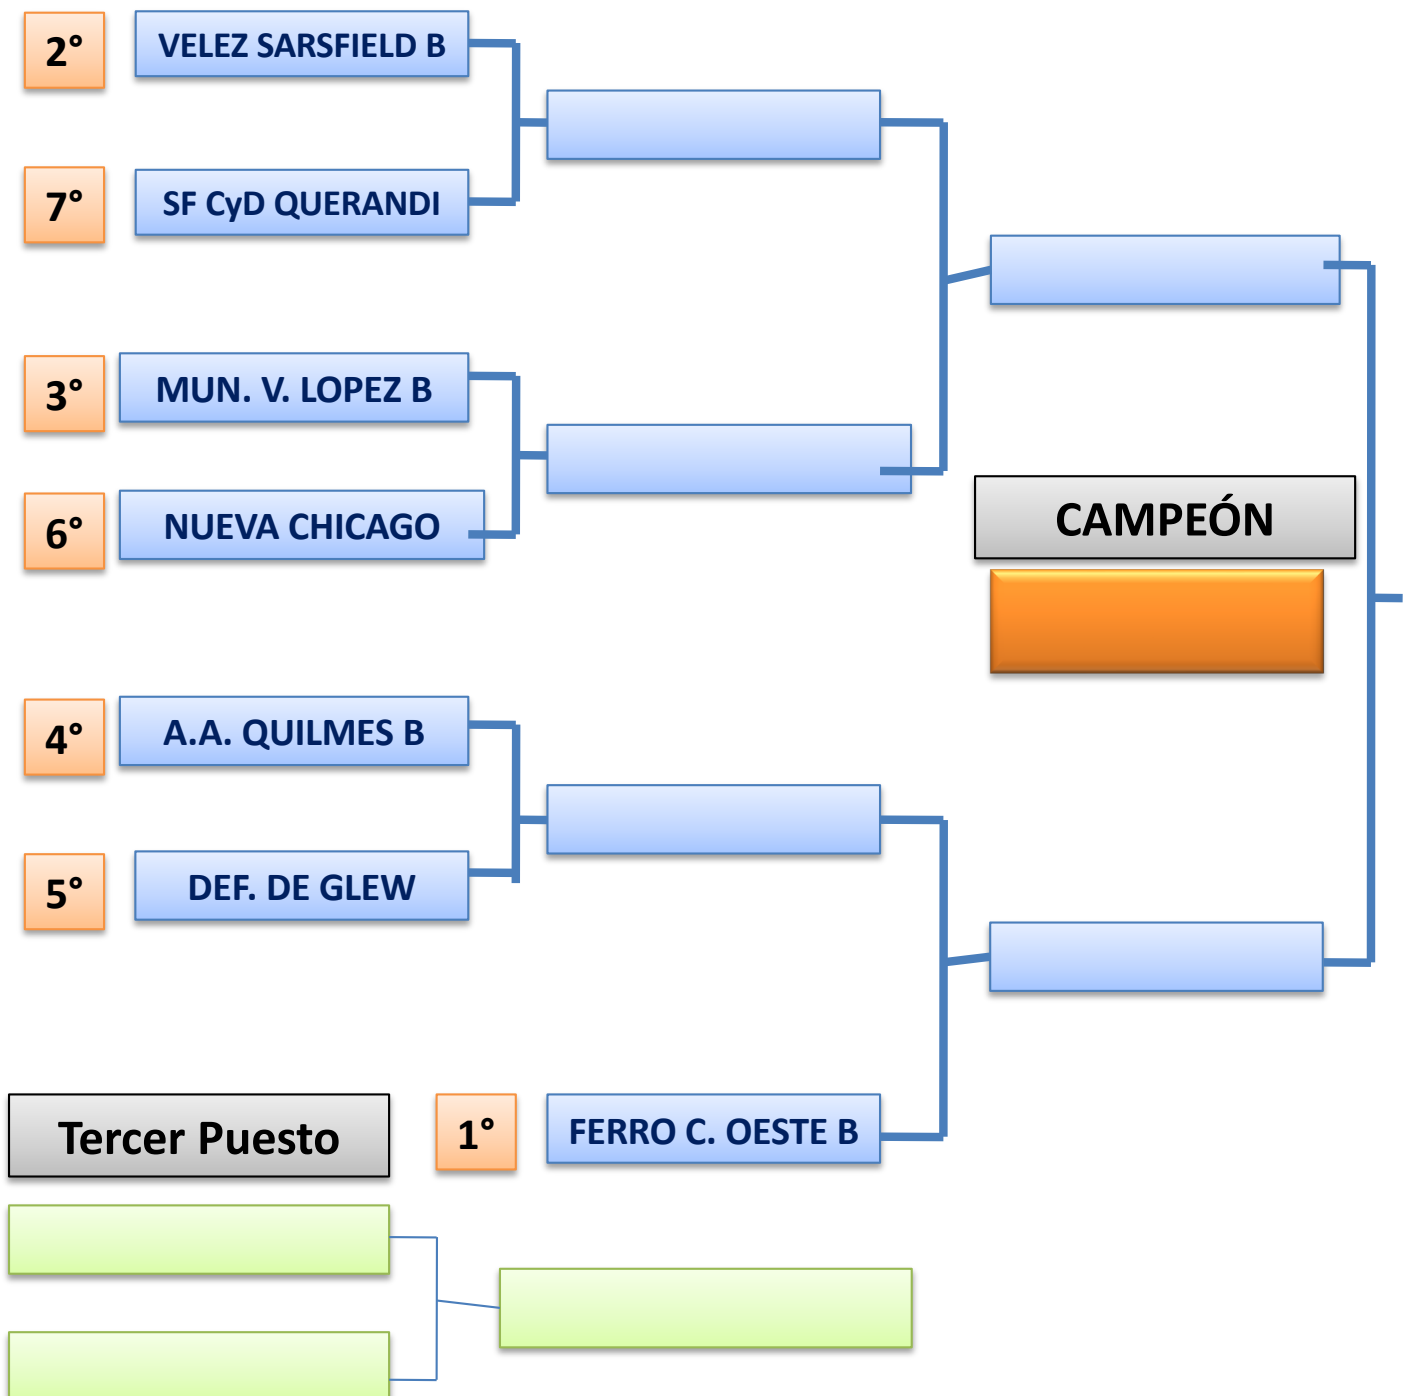 2° VELEZ SARSFIELD B
7° SF CyD QUERANDI
3° MUN. V. LOPEZ B
6° NUEVA CHICAGO
CAMPEÓN
4° A.A. QUILMES B
5° DEF. DE GLEW
Tercer Puesto
1° FERRO C. OESTE B